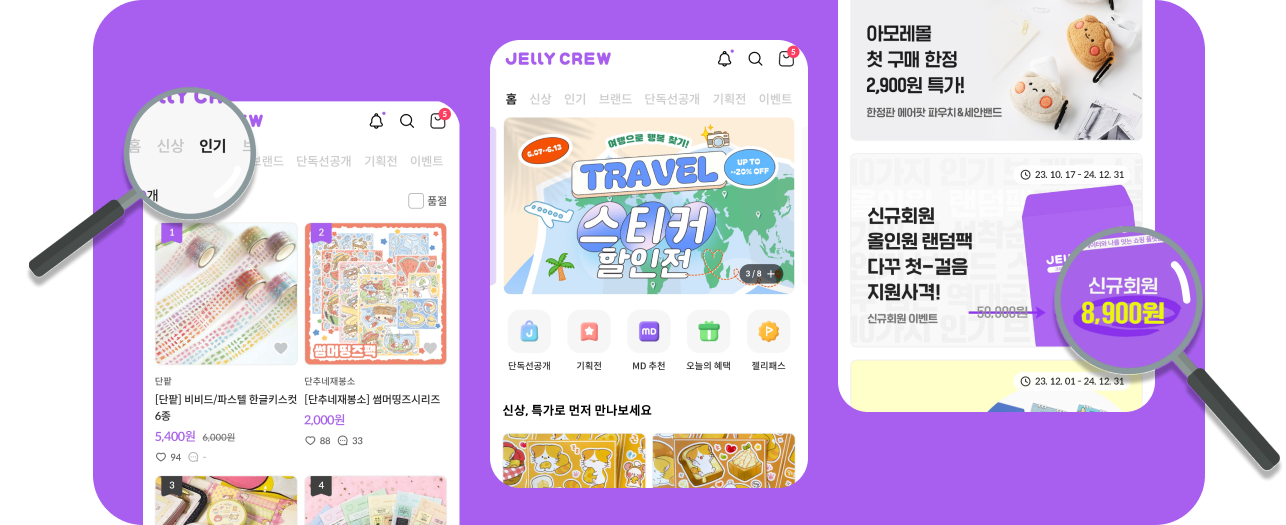 JELLY CREW
5
홈 신상 인기 브랜드 단독선공개 기획전 이벤트
품절
1
2
썸머띵즈팩
단팥
[단팥] 비비드/파스텔 한글키스컷
6종
5,400원 6,000원
94 -
단추네재봉소
[단추네재봉소] 썸머띵즈시리즈
2,000원
88 33
3
4
JELLY CREW
5
홈 신상 인기 브랜드 단독선공개 기획전 이벤트
6.07~6.13
여행으로 행복 찾기!
TRAVEL
UP TO
~20% OFF
스티커
할인전
3 / 8 +
단독선공개 기획전 MD 추천 오늘의 혜택 젤리패스
신상, 특가로 먼저 만나보세요
아모레몰
첫 구매 한정
2,900원 특가!
한정판 에어팟 파우치&세안밴드
23. 10. 17 - 24. 12. 31
신규회원
올인원 랜덤팩
다꾸 첫-걸음
지원사격!
신규회원 이벤트
50,000원
신규회원
8,900원
23. 12. 01 - 24. 12. 31